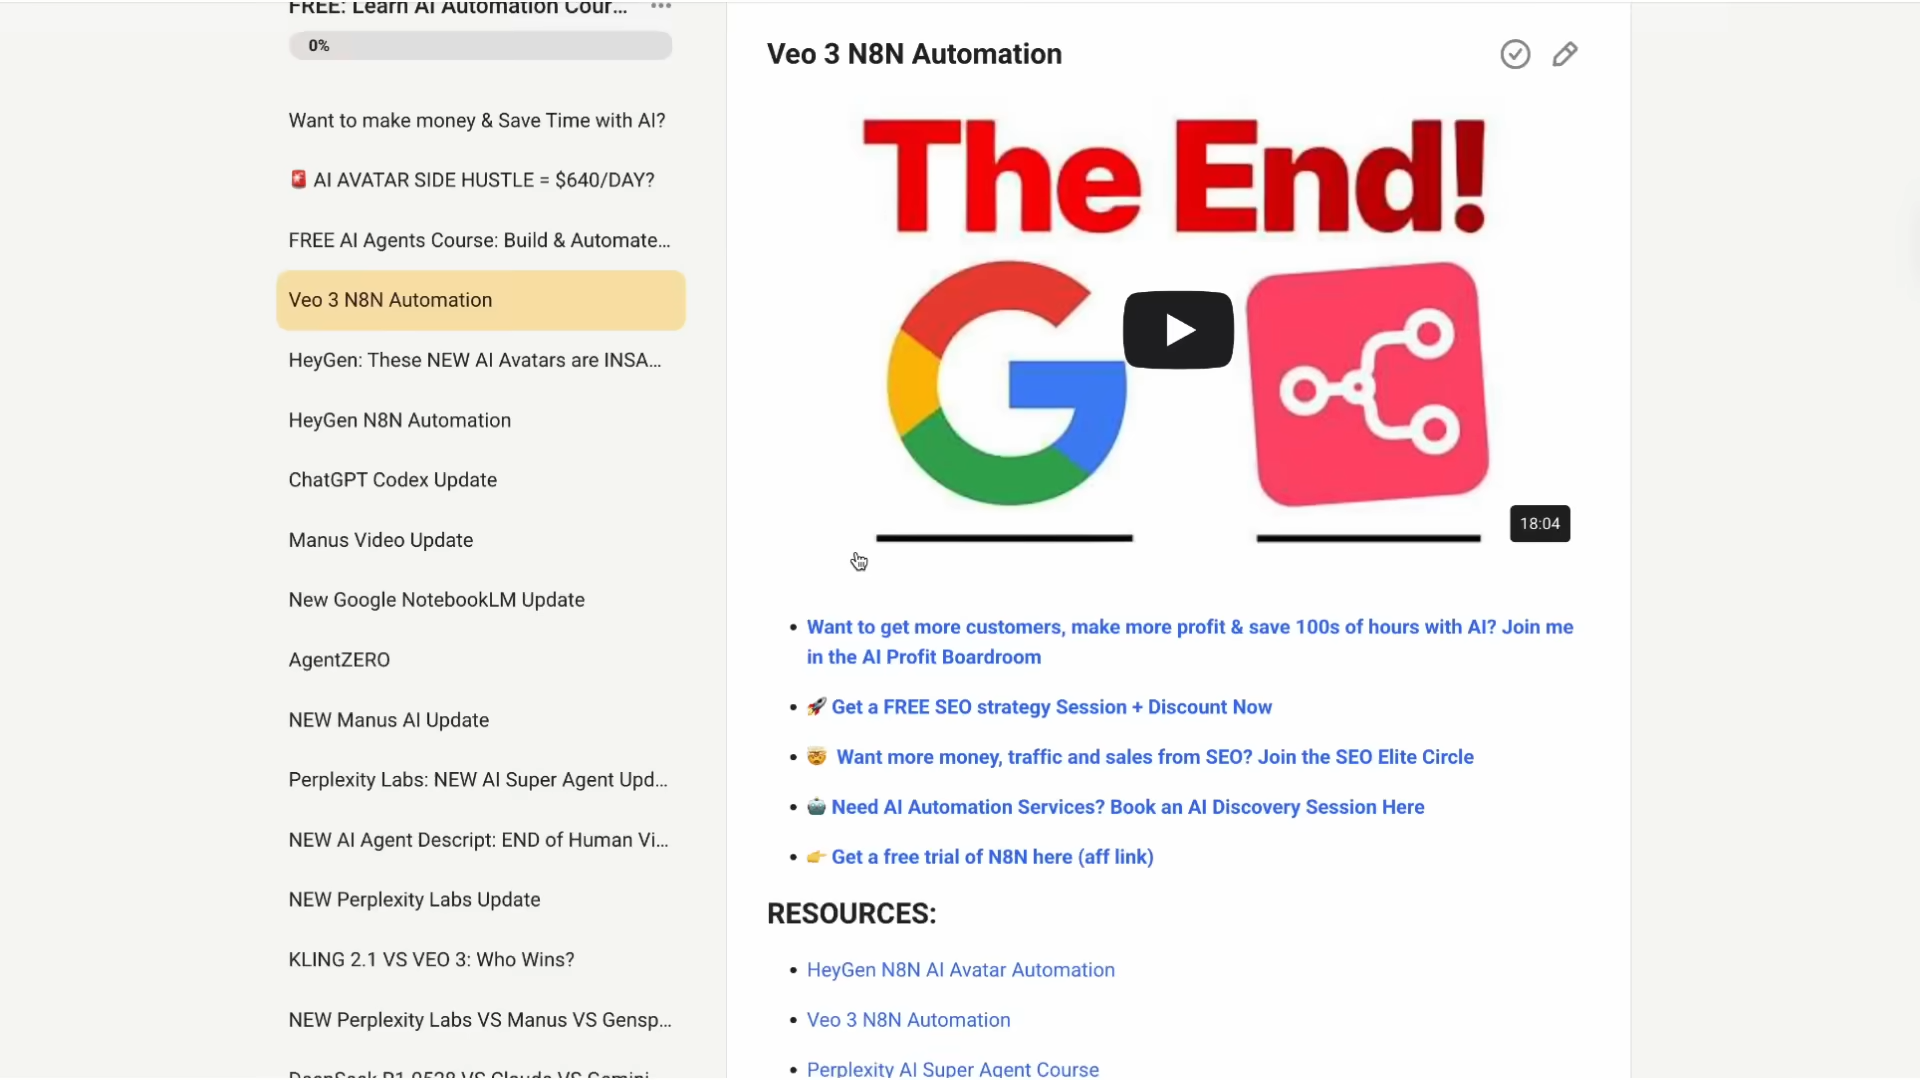 FREE: Learn AI Automation Cour...
0%
Want to make money & Save Time with AI?
🚨 AI AVATAR SIDE HUSTLE = $640/DAY?
FREE AI Agents Course: Build & Automate...
Veo 3 N8N Automation
HeyGen: These NEW AI Avatars are INSA...
HeyGen N8N Automation
ChatGPT Codex Update
Manus Video Update
New Google NotebookLM Update
AgentZERO
NEW Manus AI Update
Perplexity Labs: NEW AI Super Agent Upd...
NEW AI Agent Descript: END of Human Vi...
NEW Perplexity Labs Update
KLING 2.1 VS VEO 3: Who Wins?
NEW Perplexity Labs VS Manus VS Gensp...
DeepSeek R1 0528 VS Claude VS Gemini
Veo 3 N8N Automation
The End!
18:04
• Want to get more customers, make more profit & save 100s of hours with AI? Join me
in the AI Profit Boardroom
• 🚀 Get a FREE SEO strategy Session + Discount Now
• 🤯 Want more money, traffic and sales from SEO? Join the SEO Elite Circle
• 🤖 Need AI Automation Services? Book an AI Discovery Session Here
• 👉 Get a free trial of N8N here (aff link)
RESOURCES:
• HeyGen N8N AI Avatar Automation
• Veo 3 N8N Automation
• Perplexity AI Super Agent Course